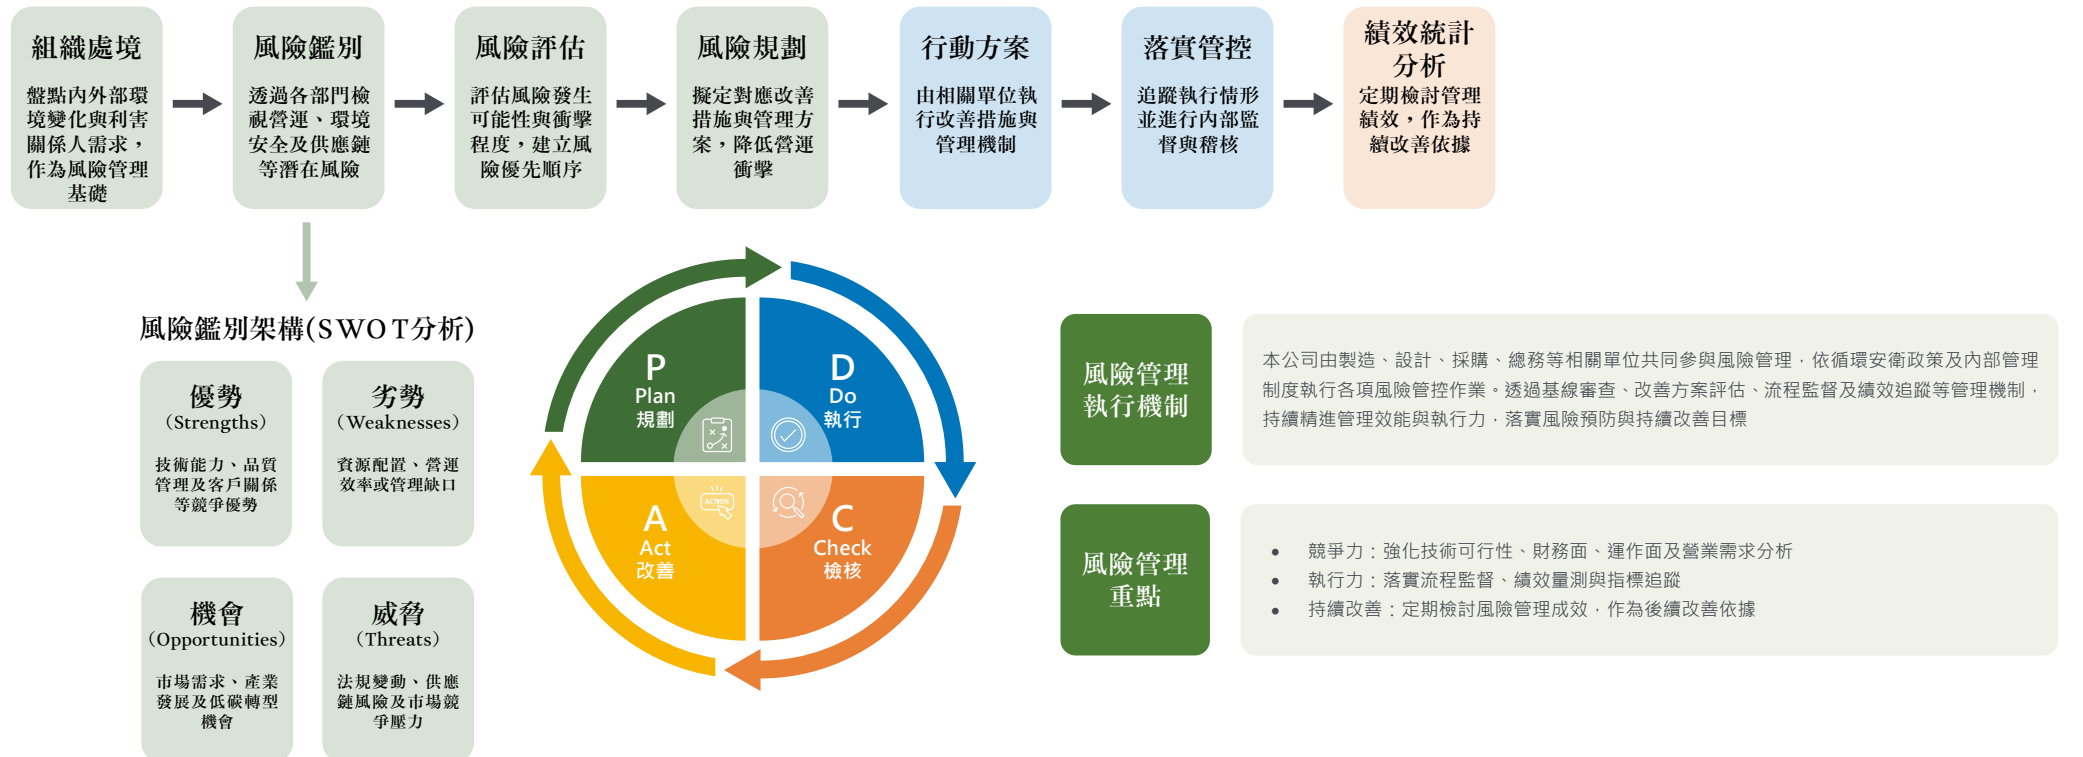 組織處境
盤點內外部環
境變化與利害
關係人需求，
作為風險管理
基礎
風險鑑別
透過各部門檢
視營運、環境
安全及供應鏈
等潛在風險
風險評估
評估風險發生
可能性與衝擊
程度，建立風
險優先順序
風險規劃
擬定對應改善
措施與管理方
案，降低營運
衝擊
行動方案
由相關單位執
行改善措施與
管理機制
落實管控
追蹤執行情形
並進行內部監
督與稽核
績效統計
分析
定期檢討管理
績效，作為持
續改善依據
風險鑑別架構(SWOT分析)
優勢
（Strengths）
技術能力、品質
管理及客戶關係
等競爭優勢
劣勢
（Weaknesses）
資源配置、營運
效率或管理缺口
機會
（Opportunities）
市場需求、產業
發展及低碳轉型
機會
威脅
（Threats）
法規變動、供應
鏈風險及市場競
爭壓力
P
Plan
規劃
D
Do
執行
A
Act
改善
ACTION
C
Check
檢核
風險管理
執行機制
本公司由製造、設計、採購、總務等相關單位共同參與風險管理，依循環安衛政策及內部管理
制度執行各項風險管控作業。透過基線審查、改善方案評估、流程監督及績效追蹤等管理機制，
持續精進管理效能與執行力，落實風險預防與持續改善目標
風險管理
重點
• 競爭力：強化技術可行性、財務面、運作面及營業需求分析
• 執行力：落實流程監督、績效量測與指標追蹤
• 持續改善：定期檢討風險管理成效，作為後續改善依據